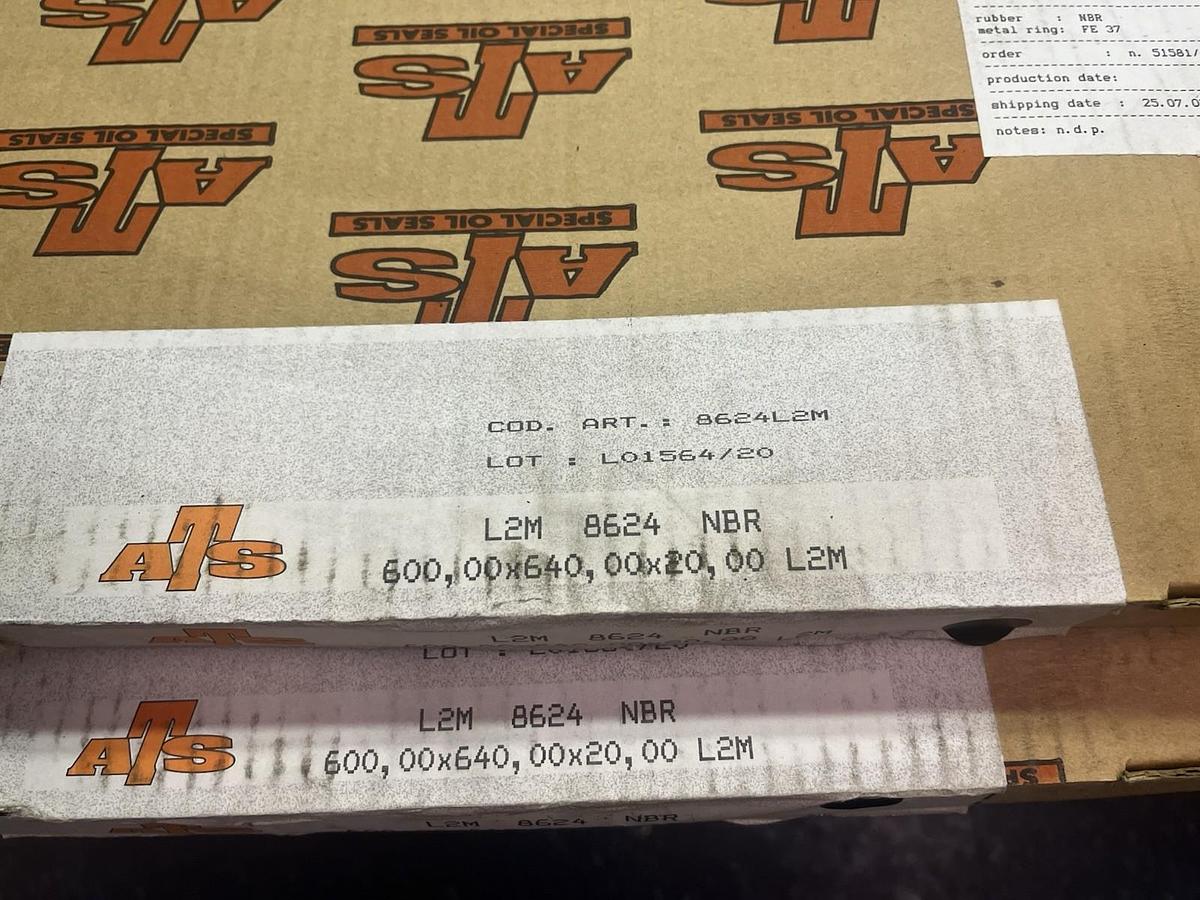 rubber : NBR
metal ring: FE 37
order : n. 51581/
production date:
shipping date : 25.07.0
notes: n.d.p.
SPECIAL OIL SEALS
ATS
SPECIAL OIL SEALS
ATS
SPECIAL OIL SEALS
ATS
SPECIAL OIL SEALS
ATS
COD. ART.: 8624L2M
LOT : L01564/20
ATS
L2M 8624 NBR
600,00x640,00x20,00 L2M
L2M 8624 NBR
LOT :
ATS
L2M 8624 NBR
600,00x640,00x20,00 L2M
L2M 8624 NBR